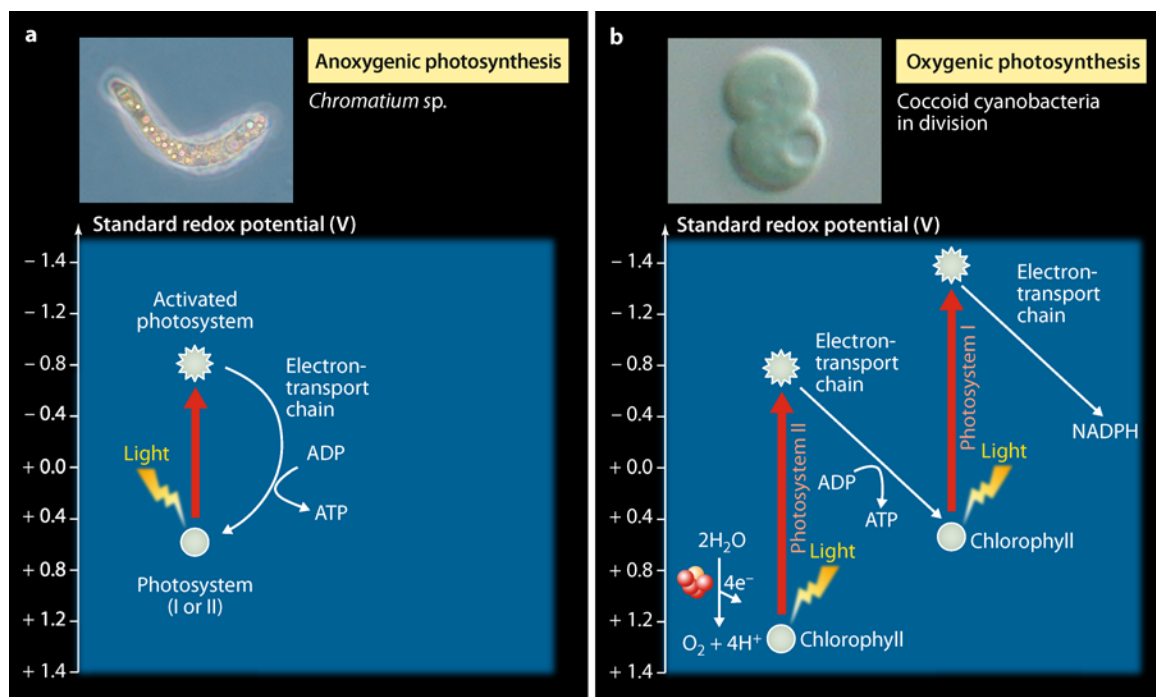 a
Anoxygenic photosynthesis
Chromatium sp.
Standard redox potential (V)
– 1.4
– 1.2
– 0.8
– 0.4
+ 0.0
+ 0.4
+ 0.8
+ 1.2
+ 1.4
Activated
photosystem
Electron-
transport
chain
Light
ADP
ATP
Photosystem
(I or II)
b
Oxygenic photosynthesis
Coccoid cyanobacteria
in division
Standard redox potential (V)
– 1.4
– 1.2
– 0.8
– 0.4
+ 0.0
+ 0.4
+ 0.8
+ 1.2
+ 1.4
Electron-
transport
chain
Photosystem I
NADPH
Light
Chlorophyll
Electron-
transport
chain
Photosystem II
ADP
ATP
2H₂O
4e⁻
O₂ + 4H⁺
Light
Chlorophyll